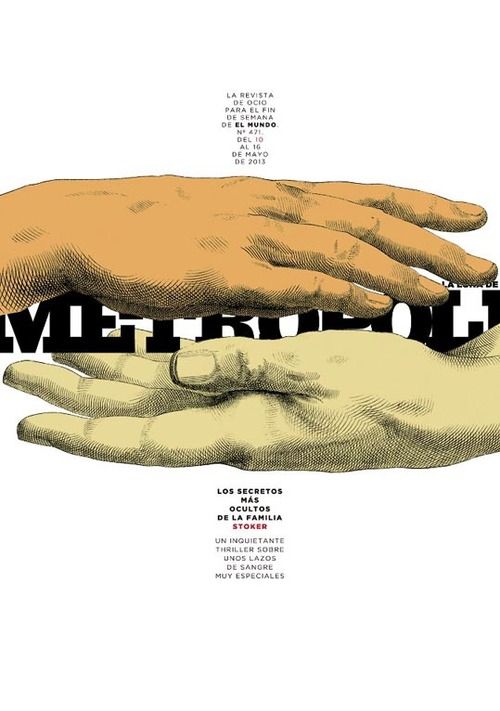 LA REVISTA
DE OCIO
PARA EL FIN
DE SEMANA
DE EL MUNDO.
Nº 471.
DEL 10
AL 16
DE MAYO
DE 2013
LA LUNA DE
METROPOLI
LOS SECRETOS
MÁS
OCULTOS
DE LA FAMILIA
STOKER
UN INQUIETANTE
THRILLER SOBRE
UNOS LAZOS
DE SANGRE
MUY ESPECIALES